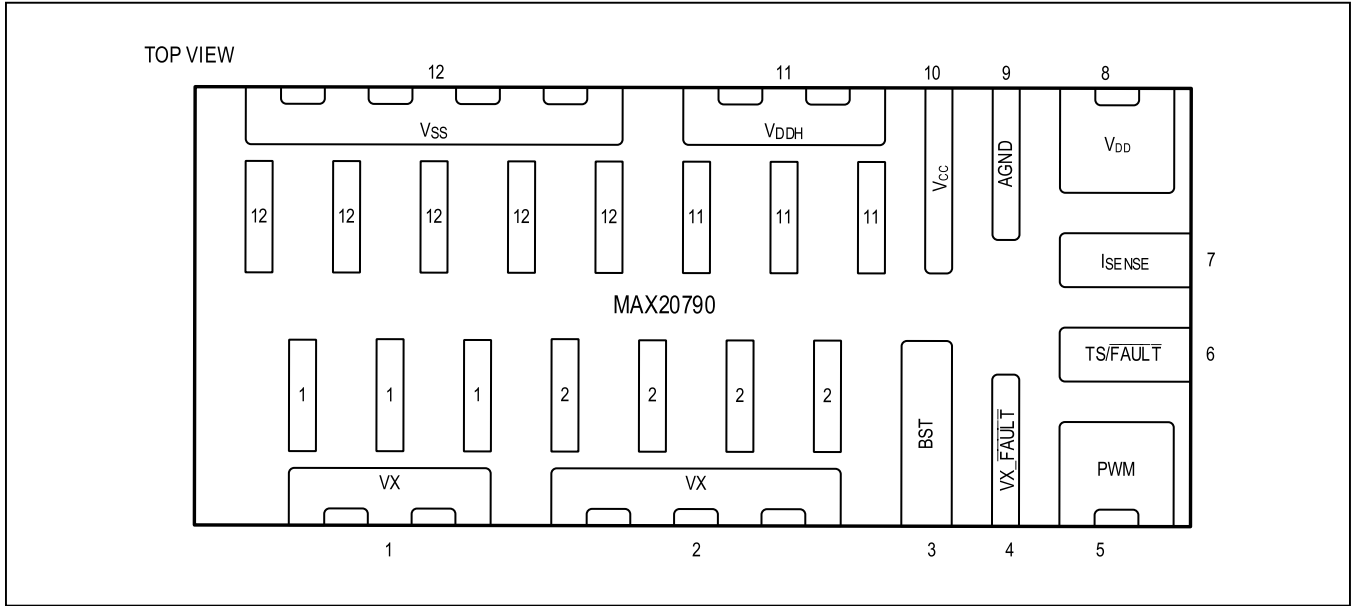 TOP VIEW
12 11 10 9 8
VSS VDDH VCC AGND VDD
12 12 12 12 12 11 11 11
ISENSE 7
MAX20790
TS/FAULT 6
1 1 1 2 2 2 2
BST VX_FAULT PWM
VX VX
1 2 3 4 5